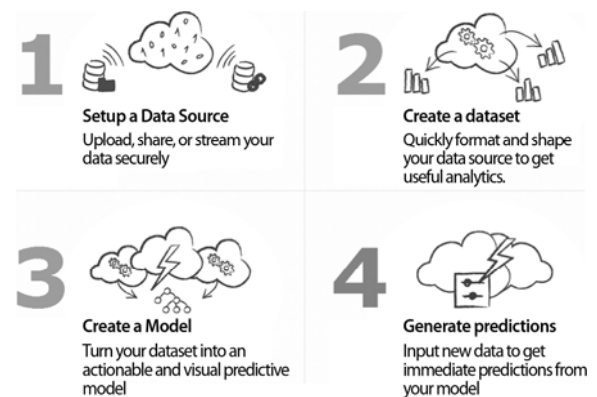 1
Setup a Data Source
Upload, share, or stream your
data securely
2
Create a dataset
Quickly format and shape
your data source to get
useful analytics.
3
Create a Model
Turn your dataset into an
actionable and visual predictive
model
4
Generate predictions
Input new data to get
immediate predictions from
your model